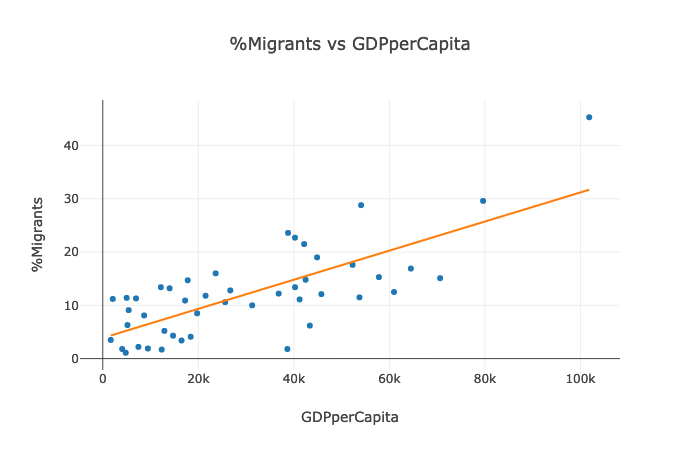 %Migrants vs GDPperCapita
%Migrants
40
30
20
10
0
0 20k 40k 60k 80k 100k
GDPperCapita